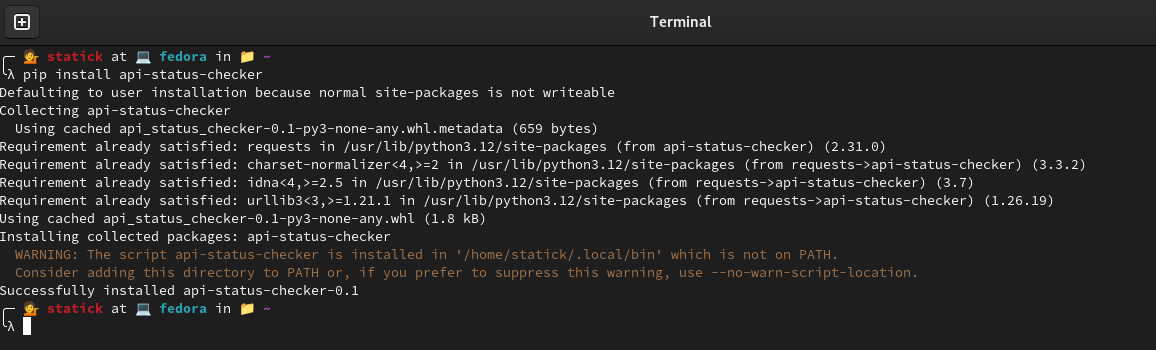 Terminal
statick at 💻 fedora in 📁 ~
λ pip install api-status-checker
Defaulting to user installation because normal site-packages is not writeable
Collecting api-status-checker
Using cached api_status_checker-0.1-py3-none-any.whl.metadata (659 bytes)
Requirement already satisfied: requests in /usr/lib/python3.12/site-packages (from api-status-checker) (2.31.0)
Requirement already satisfied: charset-normalizer<4,>=2 in /usr/lib/python3.12/site-packages (from requests->api-status-checker) (3.3.2)
Requirement already satisfied: idna<4,>=2.5 in /usr/lib/python3.12/site-packages (from requests->api-status-checker) (3.7)
Requirement already satisfied: urllib3<3,>=1.21.1 in /usr/lib/python3.12/site-packages (from requests->api-status-checker) (1.26.19)
Using cached api_status_checker-0.1-py3-none-any.whl (1.8 kB)
Installing collected packages: api-status-checker
WARNING: The script api-status-checker is installed in '/home/statick/.local/bin' which is not on PATH.
Consider adding this directory to PATH or, if you prefer to suppress this warning, use --no-warn-script-location.
Successfully installed api-status-checker-0.1
statick at 💻 fedora in 📁 ~
λ